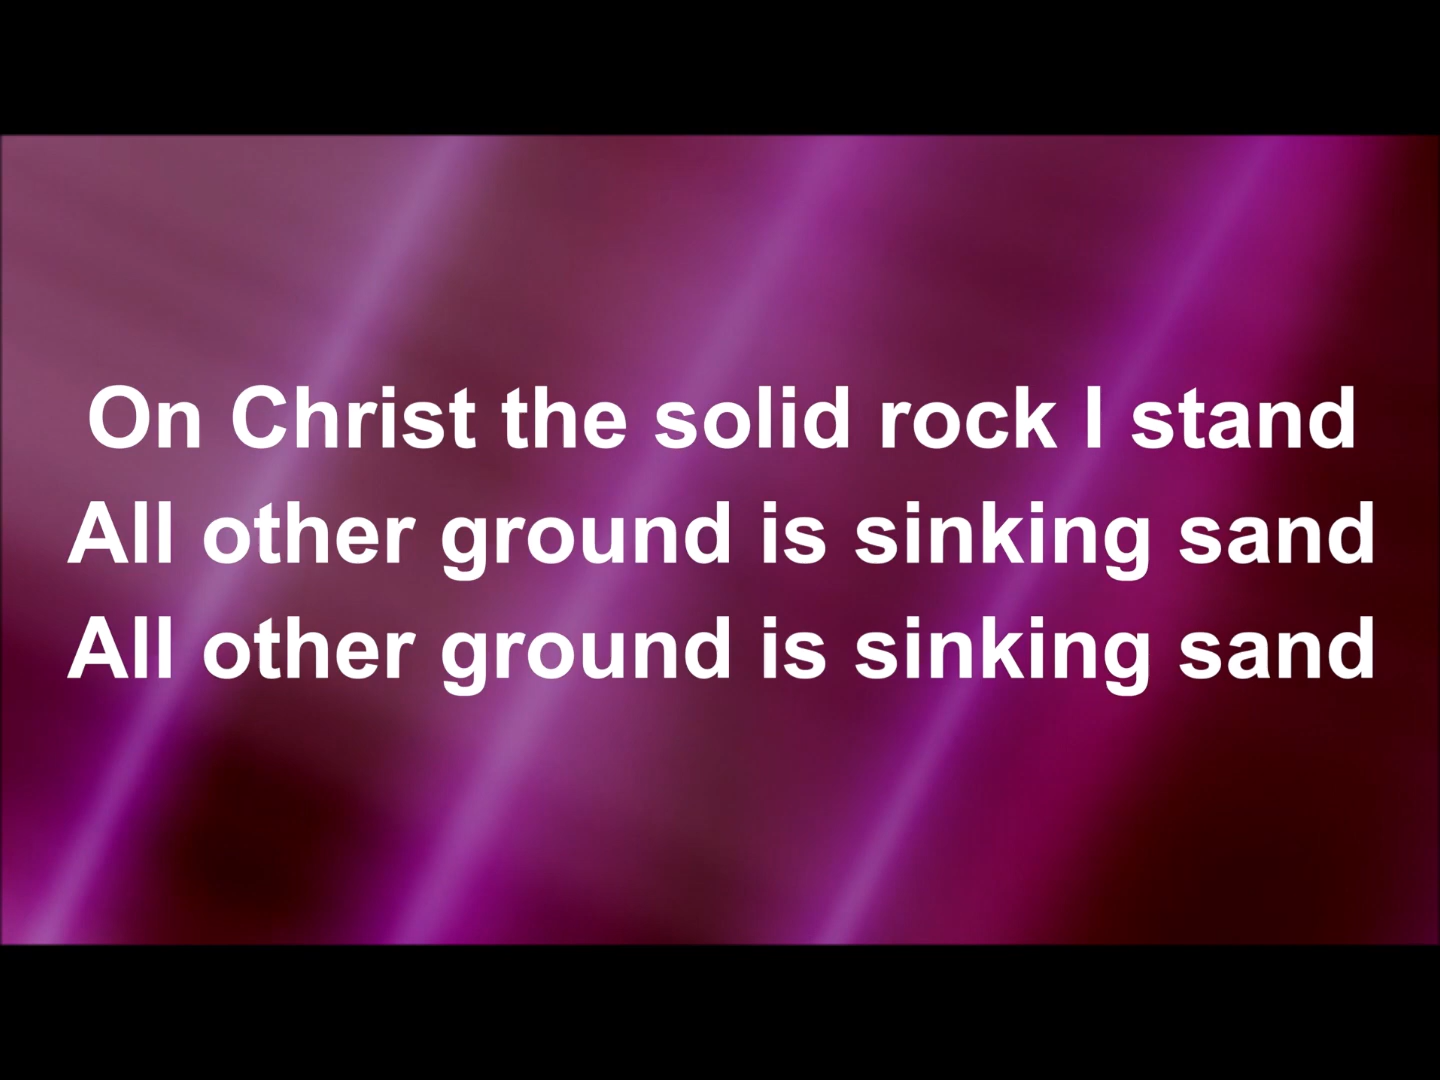 On Christ the solid rock I stand
All other ground is sinking sand
All other ground is sinking sand